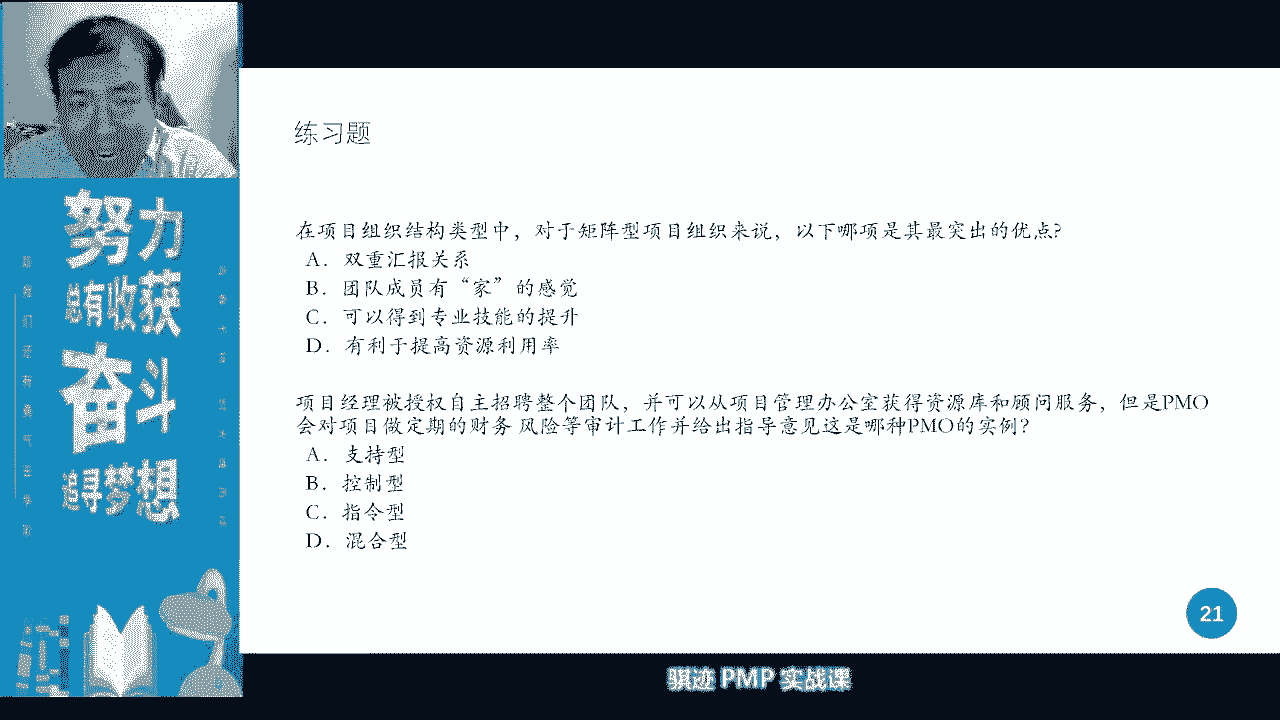 努力
总有收获
奋斗
追寻梦想
练习题
在项目组织结构类型中，对于矩阵型项目组织来说，以下哪项是其最突出的优点?
A．双重汇报关系
B．团队成员有“家”的感觉
C．可以得到专业技能的提升
D．有利于提高资源利用率
项目经理被授权自主招聘整个团队，并可以从项目管理办公室获得资源库和顾问服务，但是PMO
会对项目做定期的财务 风险等审计工作并给出指导意见这是哪种PMO的实例?
A．支持型
B．控制型
C．指令型
D．混合型
21
骐迹 PMP 实战课